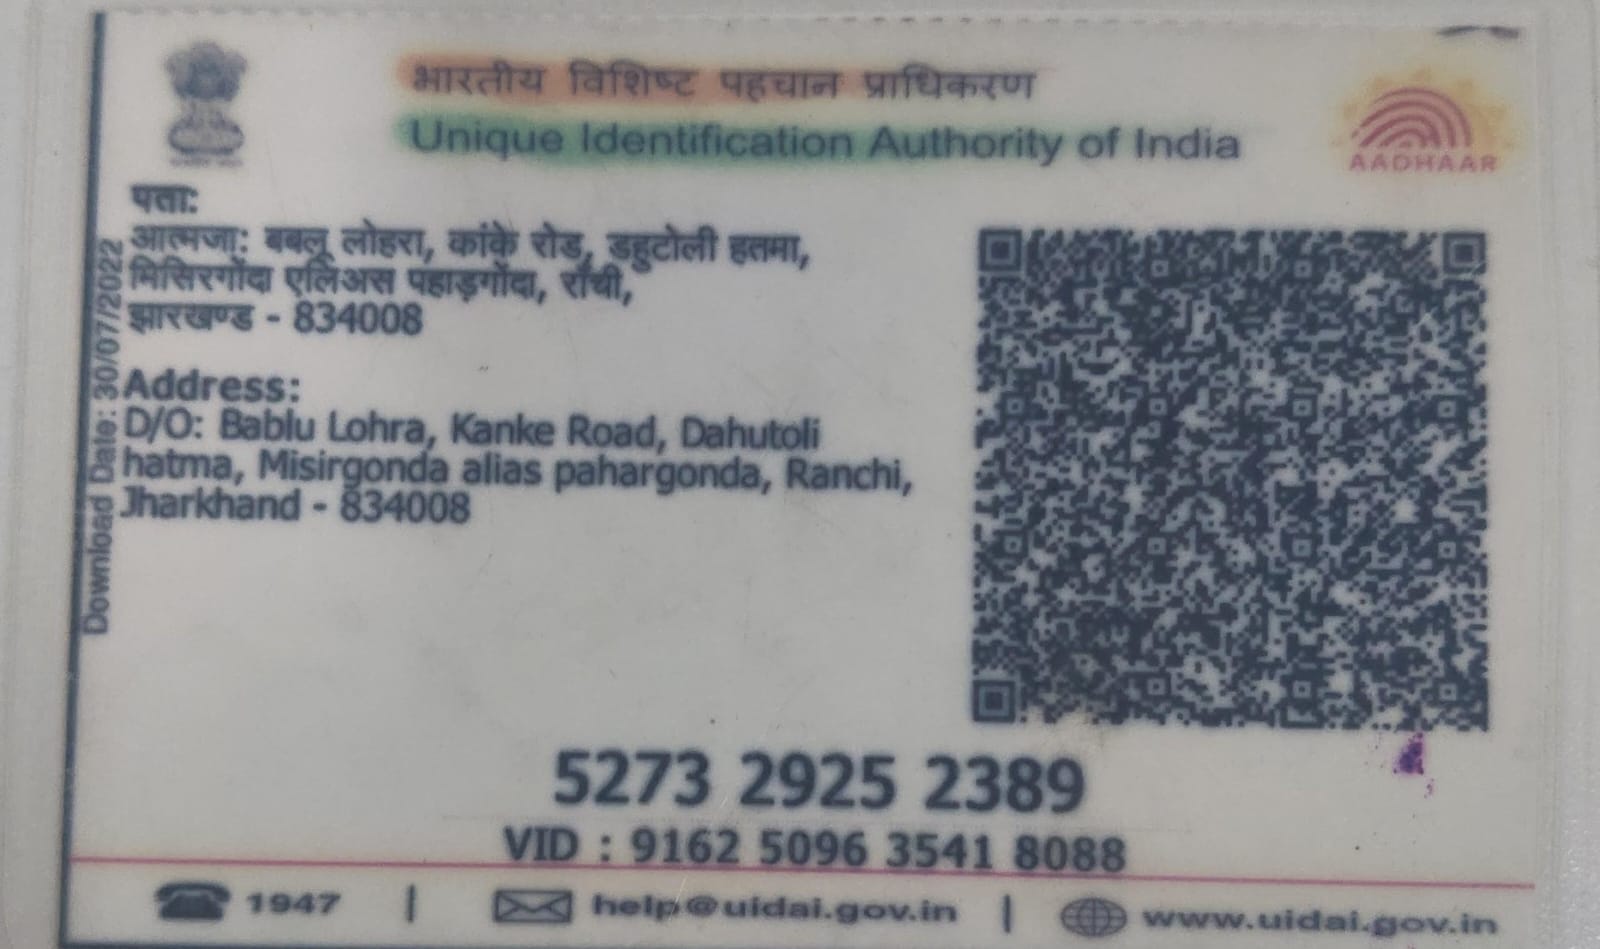 भारतीय विशिष्ट पहचान प्राधिकरण
Unique Identification Authority of India
AADHAAR
पता:
आत्मजा: बबलू लोहरा, कांके रोड, डहुटोली हतमा,
मिसिरगोंदा एलिअस पहाड़गोंदा, राँची,
झारखण्ड - 834008
Address:
D/O: Bablu Lohra, Kanke Road, Dahutoli
hatma, Misirgonda alias pahargonda, Ranchi,
Jharkhand - 834008
Download Date: 30/07/2022
5273 2925 2389
VID : 9162 5096 3541 8088
1947 | help@uidai.gov.in | www.uidai.gov.in